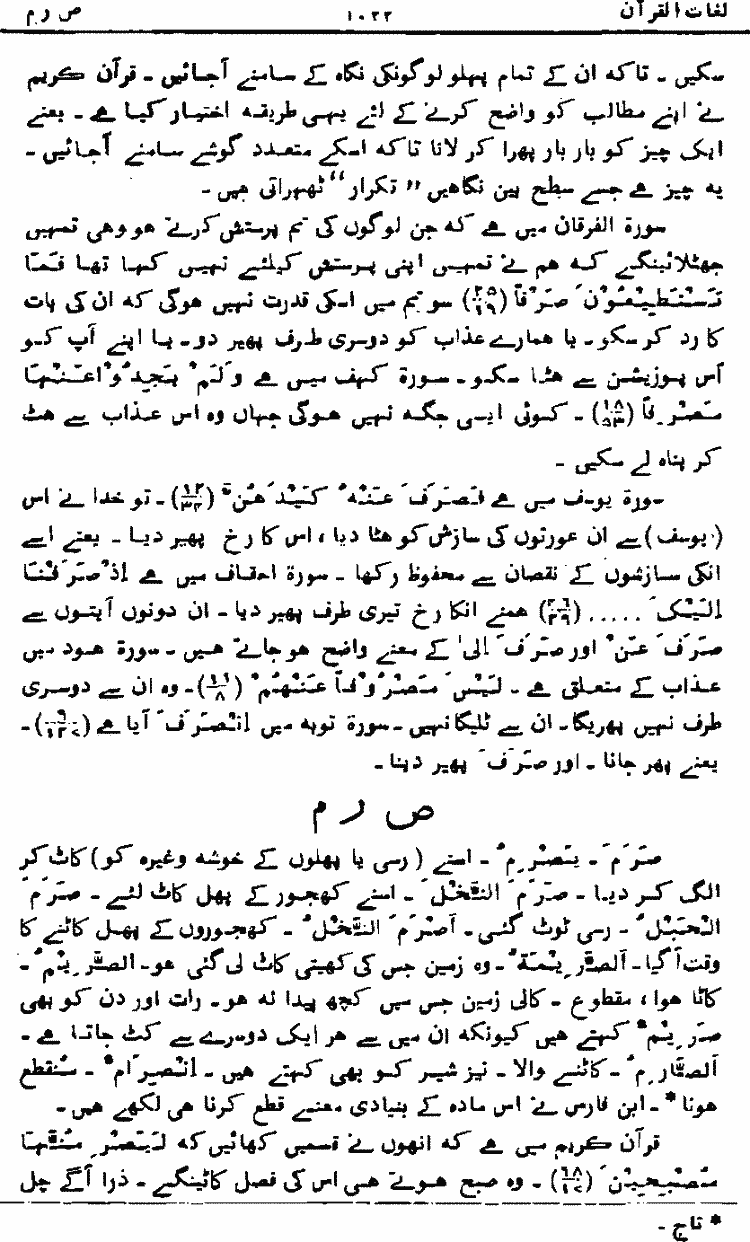 لغات القرآن ۱۰۲۲ ص ر م
سکیں ۔ تاکہ ان کے تمام پہلو لوگوں کی نگاہ کے سامنے آجائیں ۔ قرآن کریم
نے اپنے مطالب کو واضح کرنے کے لئے یہی طریقہ اختیار کیا ہے ۔ یعنے
ایک چیز کو بار بار پھرا کر لانا تاکہ اسکے متعدد گوشے سامنے آجائیں ۔
یہ چیز ہے جسے سطح بین نگاہیں ”تکرار“ ٹھہراتی ہیں ۔
سورۃ الفرقان میں ہے کہ جن لوگوں کی تم پرستش کرتے ہو وہی تمہیں
جھٹلائینگے کہ ہم نے تمہیں اپنی پرستش کیلئے نہیں کہا تھا فَمَا
تَسْتَطِیْعُوْنَ صَرْفاً (۲۵/۱۹) سو تم میں اسکی قدرت نہیں ہوگی کہ ان کی بات
کا رد کر سکو ۔ یا ہمارے عذاب کو دوسری طرف پھیر دو ۔ یا اپنے آپ کو
اُس پوزیشن سے ہٹا سکو ۔ سورۃ کہف میں ہے وَلَمْ یَجِدُوْا عَنْہَا
مَصْرِفاً (۱۸/۵۳) ۔ کوئی ایسی جگہ نہیں ہوگی جہاں وہ اس عذاب سے ہٹ
کر پناہ لے سکیں ۔
سورۃ یوسف میں ہے فَصَرَفَ عَنْہُ کَیْدَھُنَّ (۱۲/۳۴) ۔ تو خدا نے اس
(یوسف) سے ان عورتوں کی سازش کو ہٹا دیا ، اس کا رخ پھیر دیا ۔ یعنے اسے
انکی سازشوں کے نقصان سے محفوظ رکھا ۔ سورۃ احقاف میں ہے اِذْ صَرَفْنَا
اِلَیْکَ ..... (۴۶/۲۹) ہمنے انکا رخ تیری طرف پھیر دیا ۔ ان دونوں آیتوں سے
صَرَفَ عَنْ اور صَرَفَ اِلیٰ کے معنے واضح ہو جاتے ہیں ۔ سورۃ ھود میں
عذاب کے متعلق ہے ۔ لَیْسَ مَصْرُوْفاً عَنْہُمْ (۱۱/۸) ۔ وہ ان سے دوسری
طرف نہیں پھریگا ۔ ان سے ٹلیگا نہیں ۔ سورۃ توبہ میں اِنْصَرَفَ آیا ہے (۹/۱۲۷) ۔
یعنے پھر جانا ۔ اور صَرَفَ پھیر دینا ۔
ص ر م
صَرَمَ ۔ یَصْرِمُ ۔ اسنے (رسی یا پھلوں کے خوشہ وغیرہ کو) کاٹ کر
الگ کر دیا ۔ صَرَمَ النَّخْلَ ۔ اسنے کھجور کے پھل کاٹ لئے ۔ صَرَمَ
الْحَبْلُ ۔ رسی ٹوٹ گئی ۔ اَصْرَمَ النَّخْلُ ۔ کھجوروں کے پھل کاٹنے کا
وقت آ گیا ۔ اَلصَّرِیْمَۃُ ۔ وہ زمین جس کی کھیتی کاٹ لی گئی ہو ۔ الصَّرِیْمُ ۔
کاٹا ہوا ، مقطوع ۔ کالی زمین جس میں کچھ پیدا نہ ہو ۔ رات اور دن کو بھی
صَرِیْمٌ کہتے ہیں کیونکہ ان میں سے ہر ایک دوسرے سے کٹ جاتا ہے ۔
اَلصَّارِمُ ۔ کاٹنے والا ۔ نیز شیر کو بھی کہتے ہیں ۔ اِنْصِرَامٌ ۔ منقطع
ہونا* ۔ ابن فارس نے اس مادہ کے بنیادی معنے قطع کرنا ہی لکھے ہیں ۔
قرآن کریم میں ہے کہ انھوں نے قسمیں کھائیں کہ لَیَصْرِمُنَّہَا
مُصْبِحِیْنَ (۶۸/۱۷) ۔ وہ صبح ہوتے ہی اس کی فصل کاٹینگے ۔ ذرا آگے چل
* تاج ۔